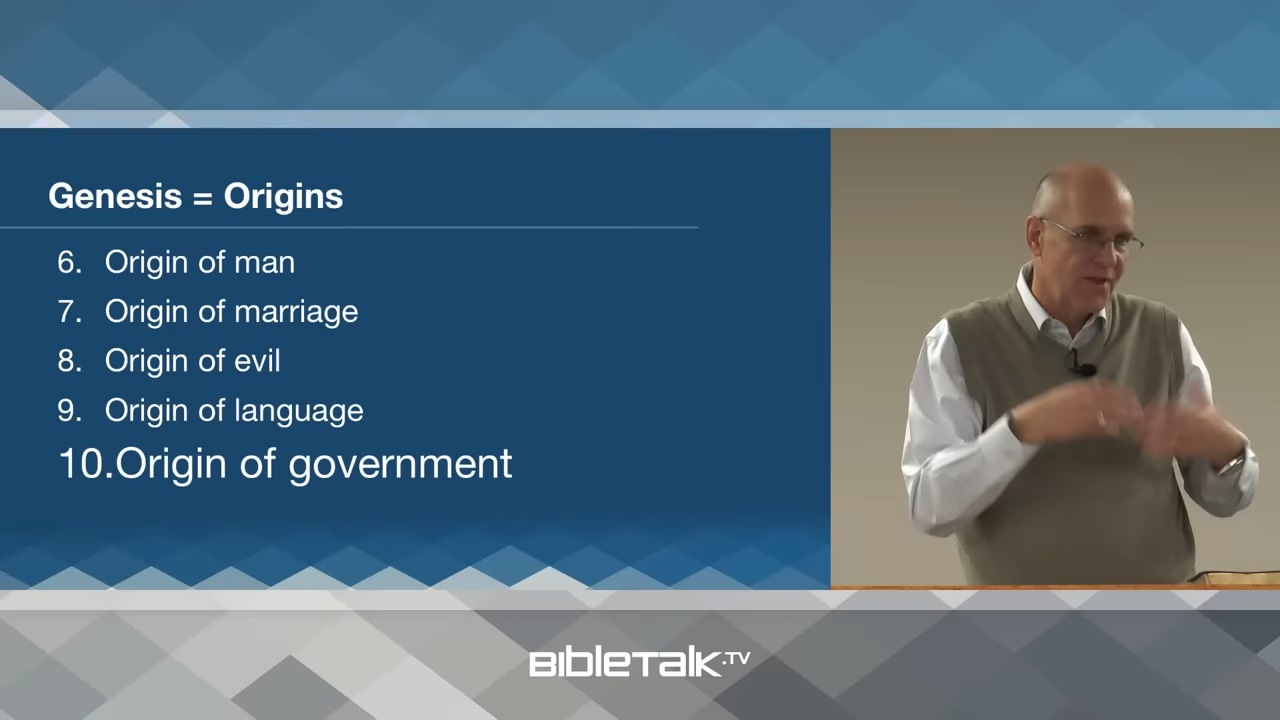 Genesis = Origins
6. Origin of man
7. Origin of marriage
8. Origin of evil
9. Origin of language
10.Origin of government
BIBLETALK.TV